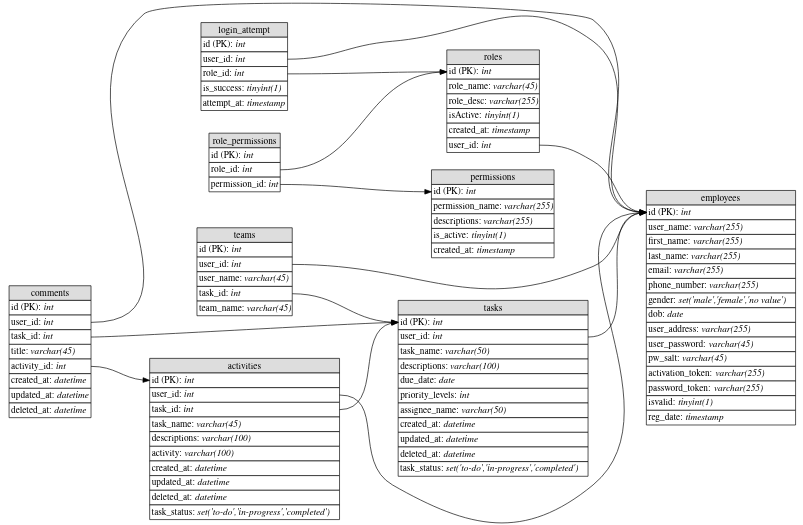 login_attempt
id (PK): int
user_id: int
role_id: int
is_success: tinyint(1)
attempt_at: timestamp
roles
id (PK): int
role_name: varchar(45)
role_desc: varchar(255)
isActive: tinyint(1)
created_at: timestamp
user_id: int
role_permissions
id (PK): int
role_id: int
permission_id: int
permissions
id (PK): int
permission_name: varchar(255)
descriptions: varchar(255)
is_active: tinyint(1)
created_at: timestamp
employees
id (PK): int
user_name: varchar(255)
first_name: varchar(255)
last_name: varchar(255)
email: varchar(255)
phone_number: varchar(255)
gender: set('male','female','no value')
dob: date
user_address: varchar(255)
user_password: varchar(45)
pw_salt: varchar(45)
activation_token: varchar(255)
password_token: varchar(255)
isvalid: tinyint(1)
reg_date: timestamp
teams
id (PK): int
user_id: int
user_name: varchar(45)
task_id: int
team_name: varchar(45)
comments
id (PK): int
user_id: int
task_id: int
title: varchar(45)
activity_id: int
created_at: datetime
updated_at: datetime
deleted_at: datetime
tasks
id (PK): int
user_id: int
task_name: varchar(50)
descriptions: varchar(100)
due_date: date
priority_levels: int
assignee_name: varchar(50)
created_at: datetime
updated_at: datetime
deleted_at: datetime
task_status: set('to-do','in-progress','completed')
activities
id (PK): int
user_id: int
task_id: int
task_name: varchar(45)
descriptions: varchar(100)
activity: varchar(100)
created_at: datetime
updated_at: datetime
deleted_at: datetime
task_status: set('to-do','in-progress','completed')